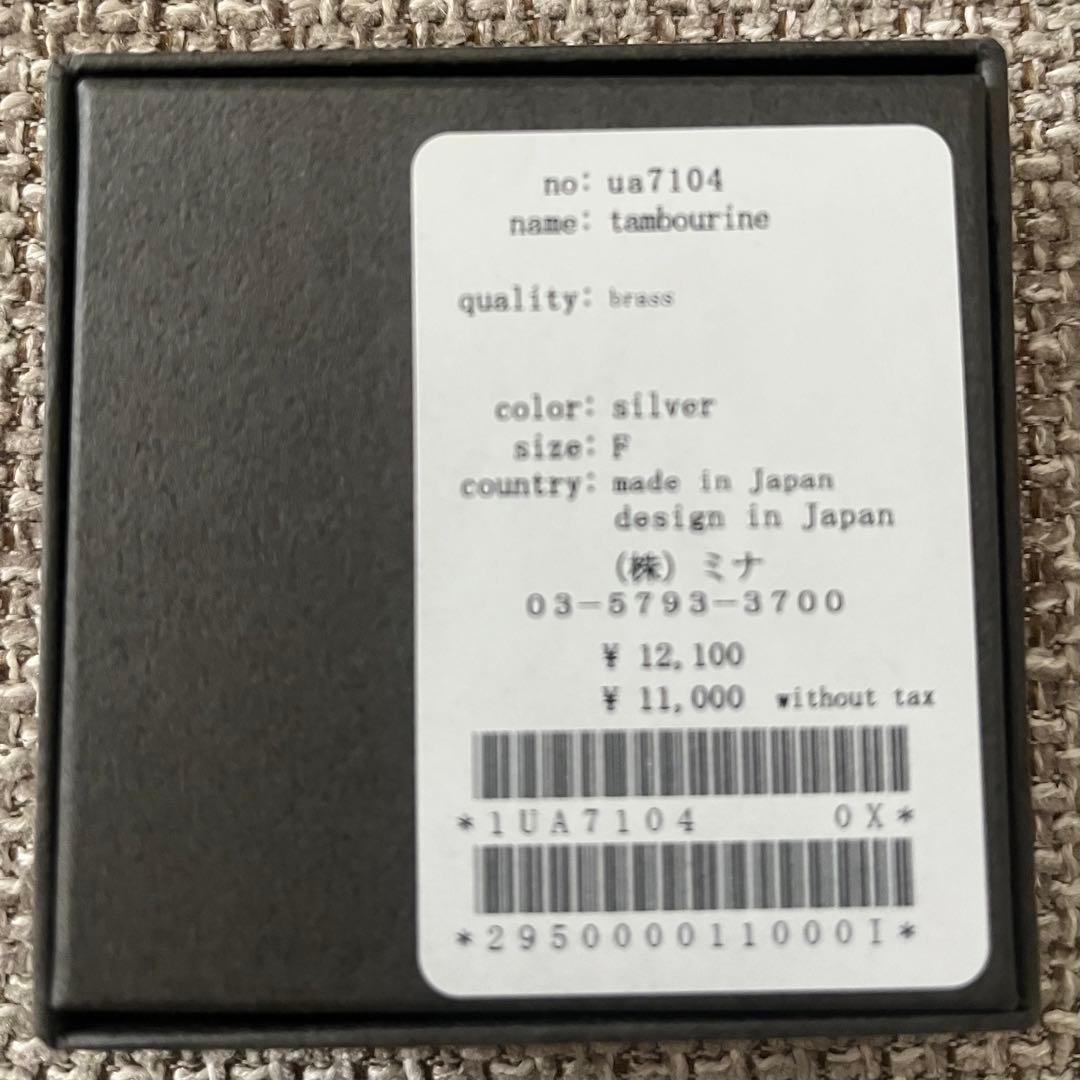 no: ua7104
name: tambourine
quality: brass
color: silver
size: F
country: made in Japan
design in Japan
(株) ミナ
03-5793-3700
¥ 12,100
¥ 11,000 without tax
*1UA7104 0X*
*2950000110001*